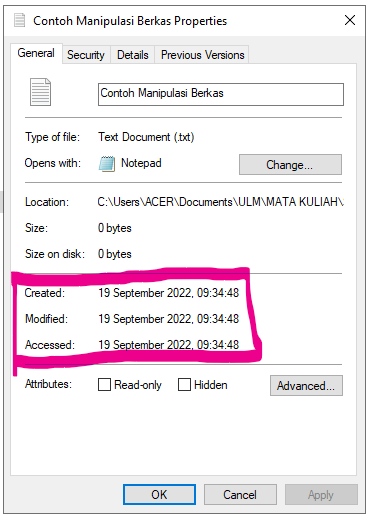 Contoh Manipulasi Berkas Properties
General Security Details Previous Versions
Contoh Manipulasi Berkas
Type of file: Text Document (.txt)
Opens with: Notepad Change...
Location: C:\Users\ACER\Documents\ULM\MATA KULIAH\
Size: 0 bytes
Size on disk: 0 bytes
Created: 19 September 2022, 09:34:48
Modified: 19 September 2022, 09:34:48
Accessed: 19 September 2022, 09:34:48
Attributes: Read-only Hidden Advanced...
OK Cancel Apply